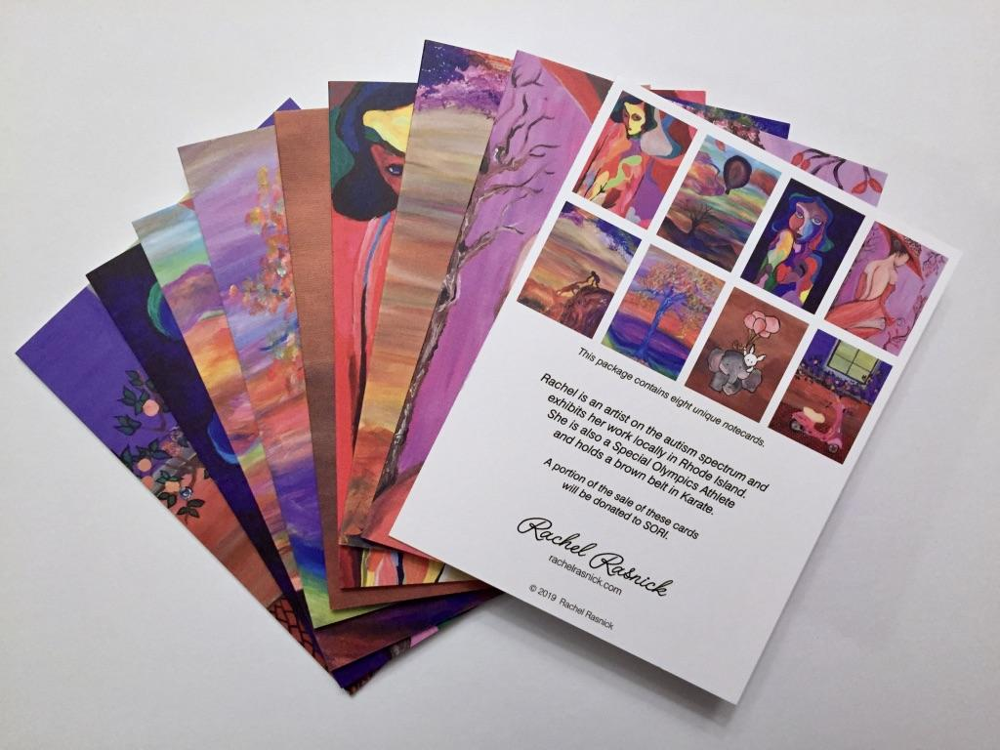 This package contains eight unique notecards.
Rachel is an artist on the autism spectrum and
exhibits her work locally in Rhode Island.
She is also a Special Olympics Athlete
and holds a brown belt in Karate.
A portion of the sale of these cards
will be donated to SORI.
Rachel Rasnick
rachelrasnick.com
© 2019 Rachel Rasnick